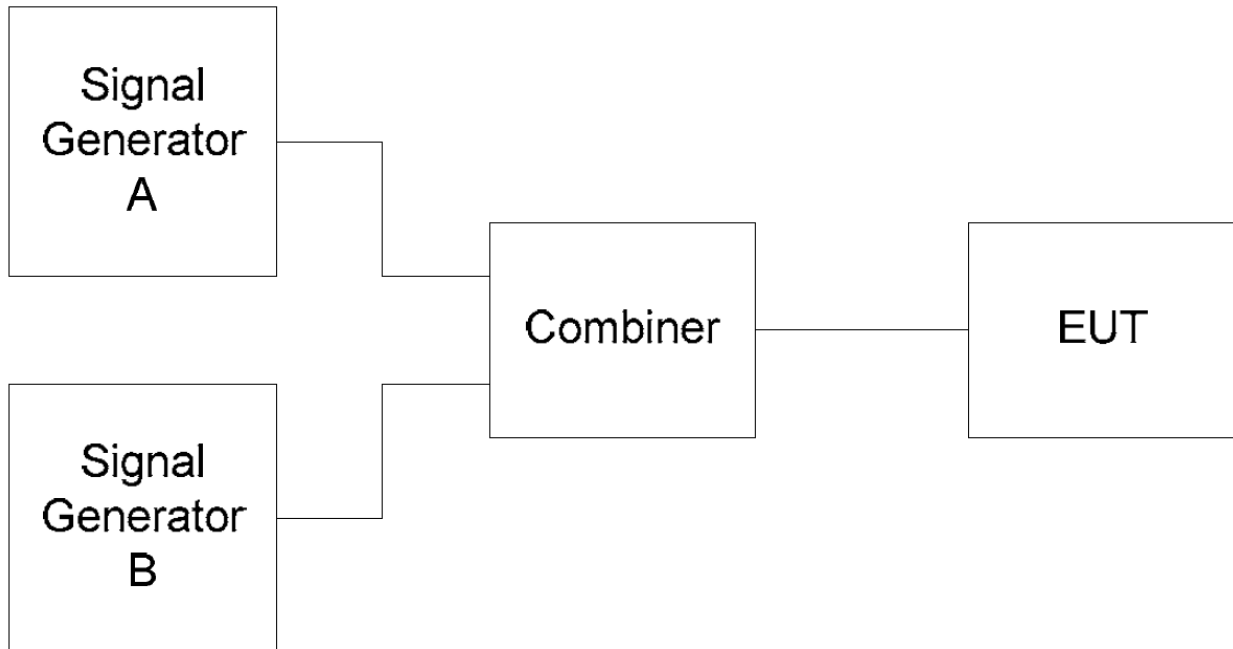 Signal
Generator
A
Combiner
EUT
Signal
Generator
B